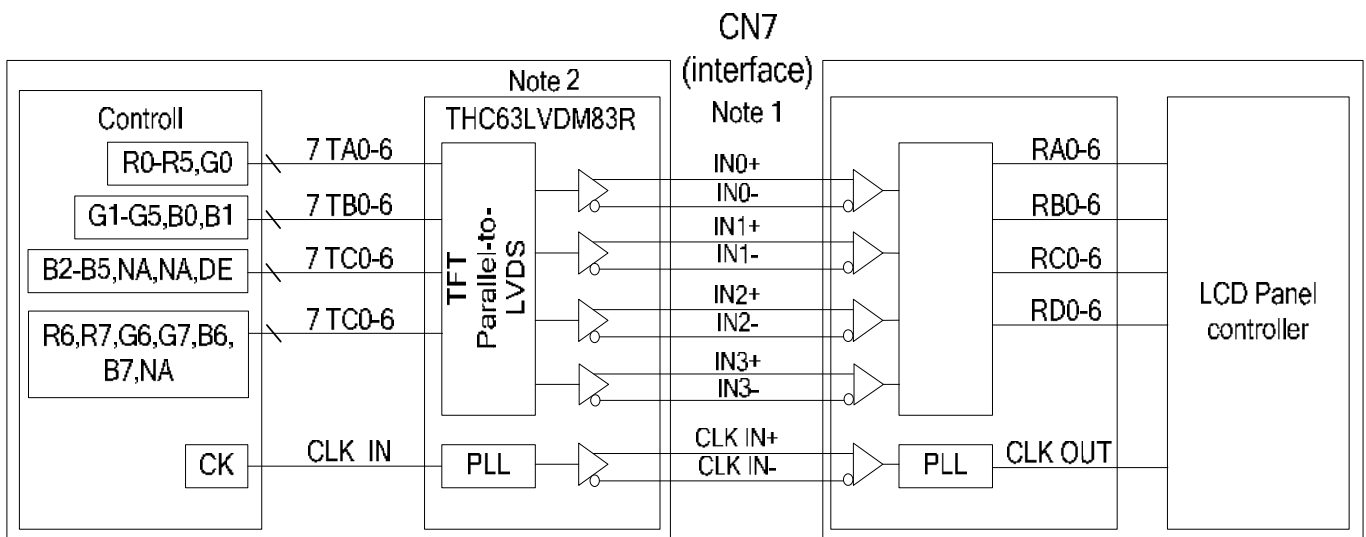 CN7
(interface)
Note 1
Note 2
THC63LVDM83R
Controll
R0-R5,G0
7 TA0-6
G1-G5,B0,B1
7 TB0-6
B2-B5,NA,NA,DE
7 TC0-6
R6,R7,G6,G7,B6,
B7,NA
7 TC0-6
CK
CLK IN
TFT
Parallel-to-
LVDS
PLL
IN0+
IN0-
IN1+
IN1-
IN2+
IN2-
IN3+
IN3-
CLK IN+
CLK IN-
PLL
RA0-6
RB0-6
RC0-6
RD0-6
CLK OUT
LCD Panel
controller